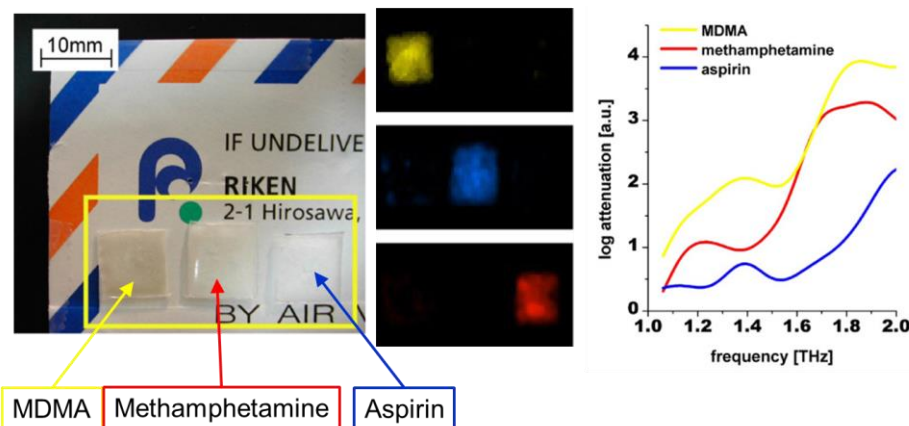 10mm
IF UNDELIVE
RIKEN
2-1 Hirosawa,
BY AIR
MDMA
Methamphetamine
Aspirin
MDMA
methamphetamine
aspirin
log attenuation [a.u.]
4
3
2
1
0
1.0 1.2 1.4 1.6 1.8 2.0
frequency [THz]